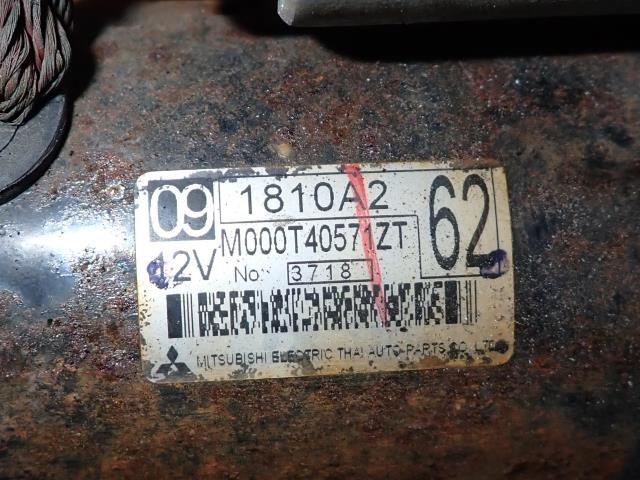 09 1810A2 62
M000T40571ZT
12V No. 3718
MITSUBISHI ELECTRIC THAI AUTO-PARTS CO., LTD.